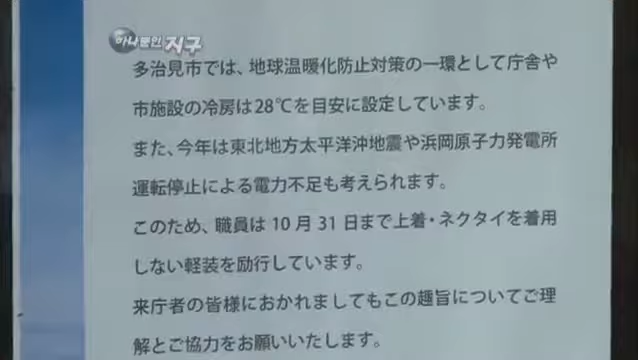 하나뿐인 지구
多治見市では、地球温暖化防止対策の一環として庁舎や
市施設の冷房は28℃を目安に設定しています。
また、今年は東北地方太平洋沖地震や浜岡原子力発電所
運転停止による電力不足も考えられます。
このため、職員は10月31日まで上着・ネクタイを着用
しない軽装を励行しています。
来庁者の皆様におかれましてもこの趣旨についてご理
解とご協力をお願いいたします。